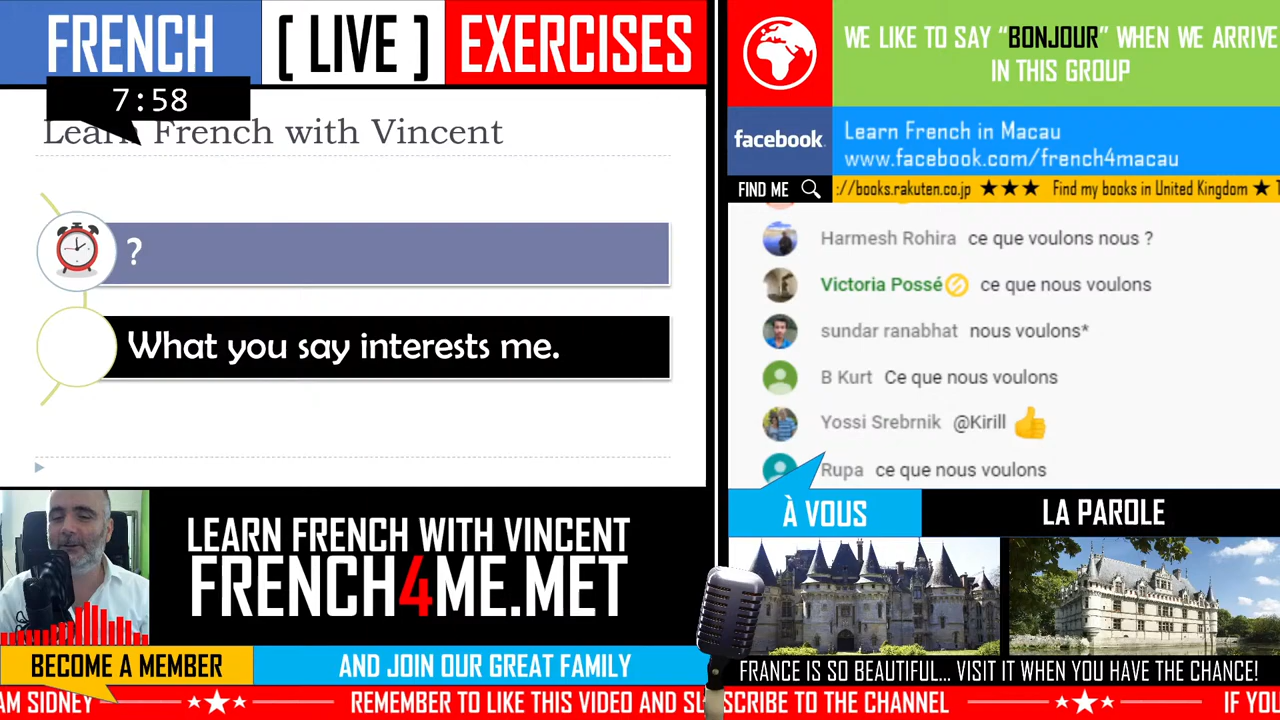 FRENCH [ LIVE ] EXERCISES
7:58
Learn French with Vincent
?
What you say interests me.
LEARN FRENCH WITH VINCENT
FRENCH4ME.MET
BECOME A MEMBER
AND JOIN OUR GREAT FAMILY
WE LIKE TO SAY “BONJOUR” WHEN WE ARRIVE
IN THIS GROUP
facebook.
Learn French in Macau
www.facebook.com/french4macau
FIND ME
://books.rakuten.co.jp ★★★ Find my books in United Kingdom ★
Harmesh Rohira ce que voulons nous ?
Victoria Possé ce que nous voulons
sundar ranabhat nous voulons*
B Kurt Ce que nous voulons
Yossi Srebrnik @Kirill
Rupa ce que nous voulons
À VOUS
LA PAROLE
FRANCE IS SO BEAUTIFUL... VISIT IT WHEN YOU HAVE THE CHANCE!
AM SIDNEY ★ REMEMBER TO LIKE THIS VIDEO AND SU SCRIBE TO THE CHANNEL ★ IF YOU